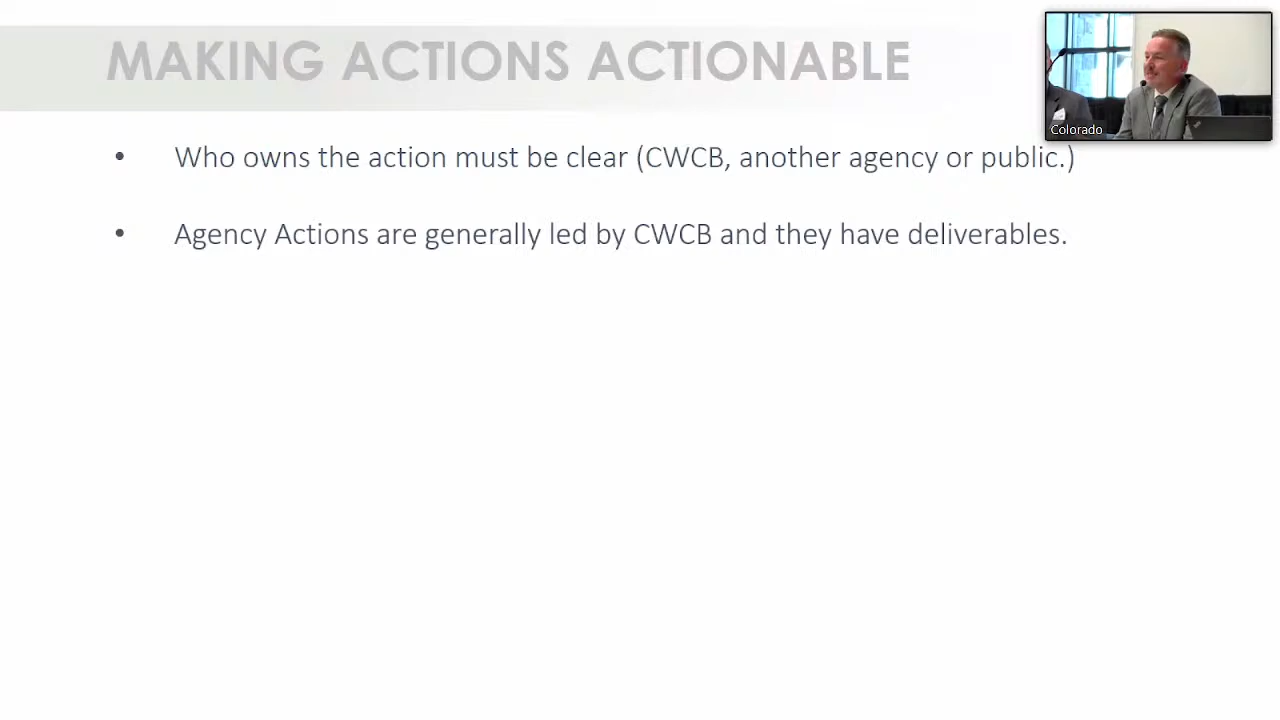 MAKING ACTIONS ACTIONABLE
Colorado
• Who owns the action must be clear (CWCB, another agency or public.)
• Agency Actions are generally led by CWCB and they have deliverables.